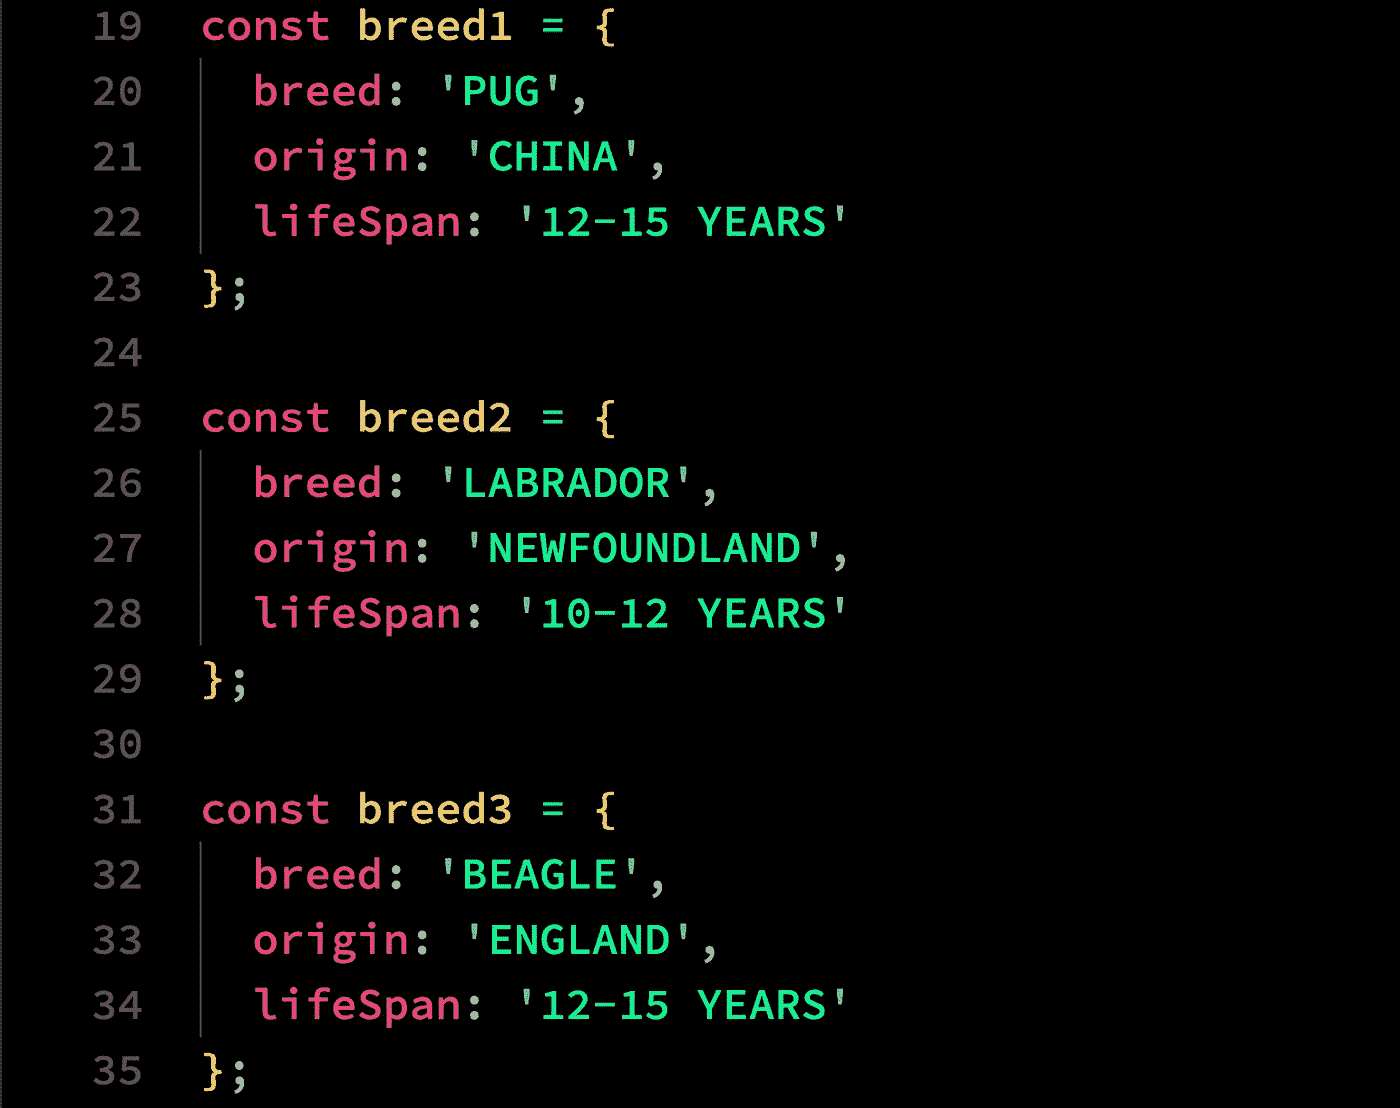 19 const breed1 = {
20 breed: 'PUG',
21 origin: 'CHINA',
22 lifeSpan: '12-15 YEARS'
23 };
24
25 const breed2 = {
26 breed: 'LABRADOR',
27 origin: 'NEWFOUNDLAND',
28 lifeSpan: '10-12 YEARS'
29 };
30
31 const breed3 = {
32 breed: 'BEAGLE',
33 origin: 'ENGLAND',
34 lifeSpan: '12-15 YEARS'
35 };